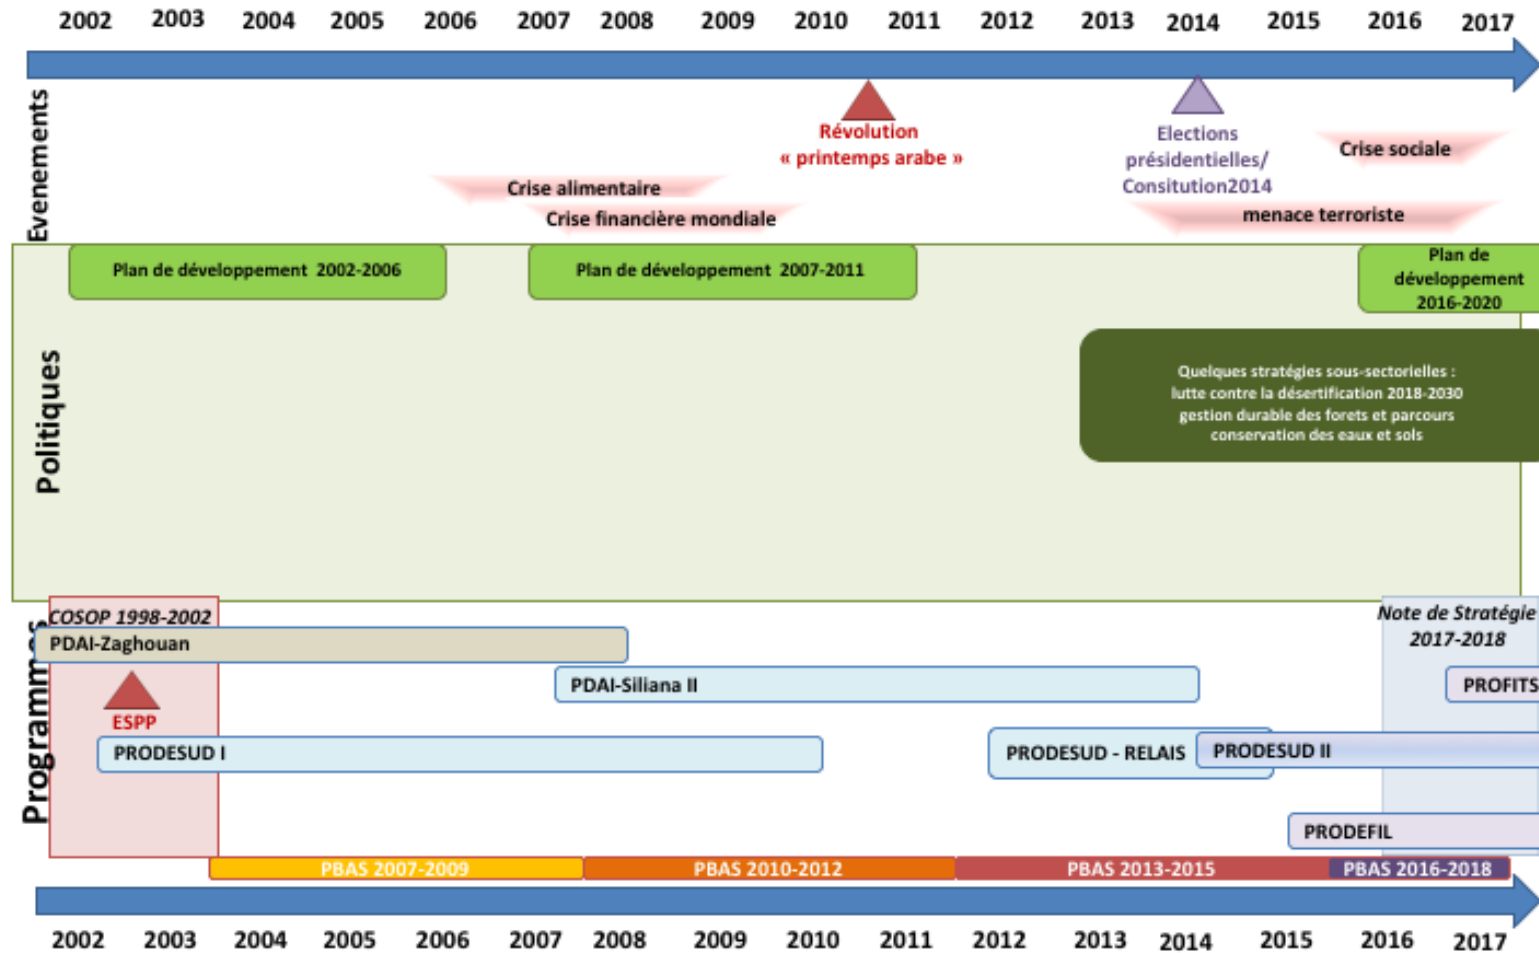 2002 2003 2004 2005 2006 2007 2008 2009 2010 2011 2012 2013 2014 2015 2016 2017
Evenements
Révolution
« printemps arabe »
Elections
présidentielles/
Consitution2014
Crise sociale
Crise alimentaire
Crise financière mondiale
menace terroriste
Politiques
Plan de développement 2002-2006
Plan de développement 2007-2011
Plan de
développement
2016-2020
Quelques stratégies sous-sectorielles :
lutte contre la désertification 2018-2030
gestion durable des forets et parcours
conservation des eaux et sols
Programmes
COSOP 1998-2002
Note de Stratégie
2017-2018
PDAI-Zaghouan
PDAI-Siliana II
PROFITS
ESPP
PRODESUD I
PRODESUD - RELAIS
PRODESUD II
PRODEFIL
PBAS 2007-2009
PBAS 2010-2012
PBAS 2013-2015
PBAS 2016-2018
2002 2003 2004 2005 2006 2007 2008 2009 2010 2011 2012 2013 2014 2015 2016 2017